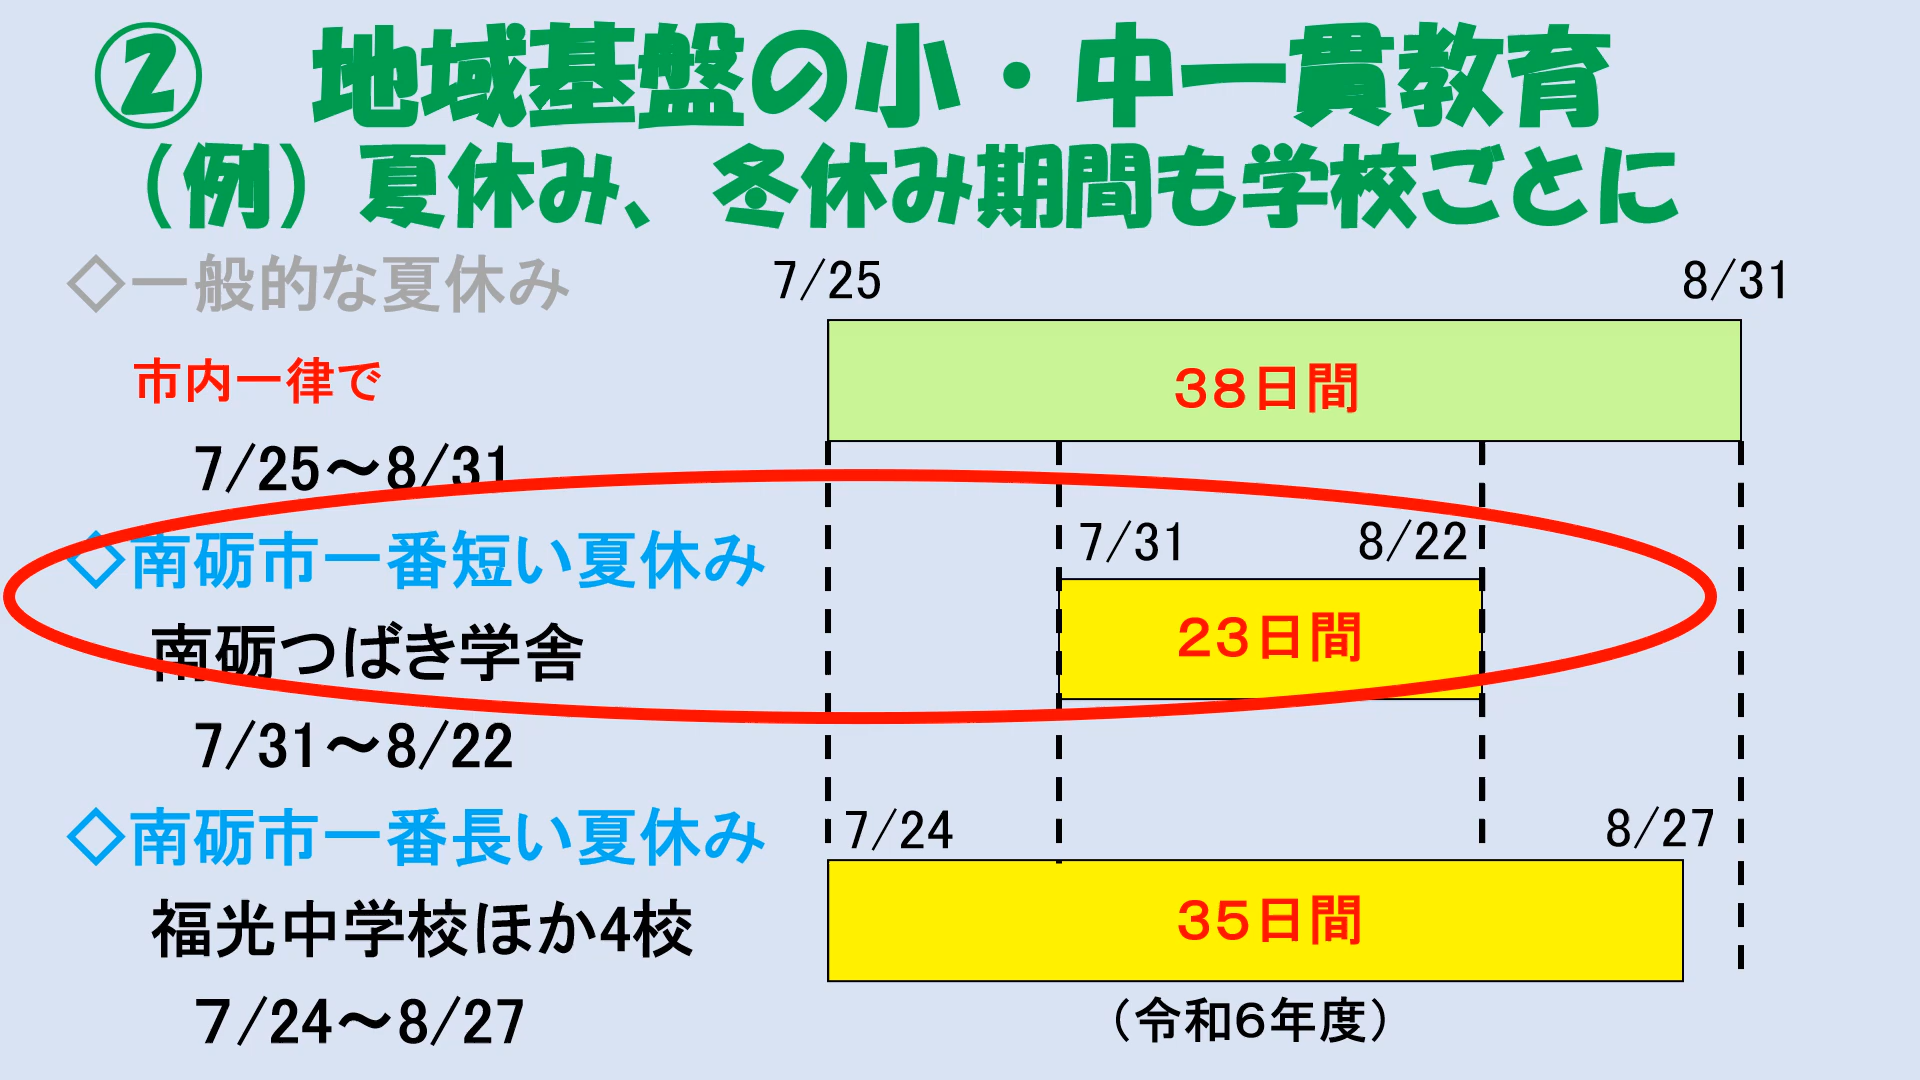 ② 地域基盤の小・中一貫教育
（例）夏休み、冬休み期間も学校ごとに
◇一般的な夏休み
7/25
8/31
市内一律で
38日間
7/25～8/31
◇南砺市一番短い夏休み
7/31
8/22
南砺つばき学舎
23日間
7/31～8/22
◇南砺市一番長い夏休み
7/24
8/27
福光中学校ほか4校
35日間
7/24～8/27
（令和6年度）